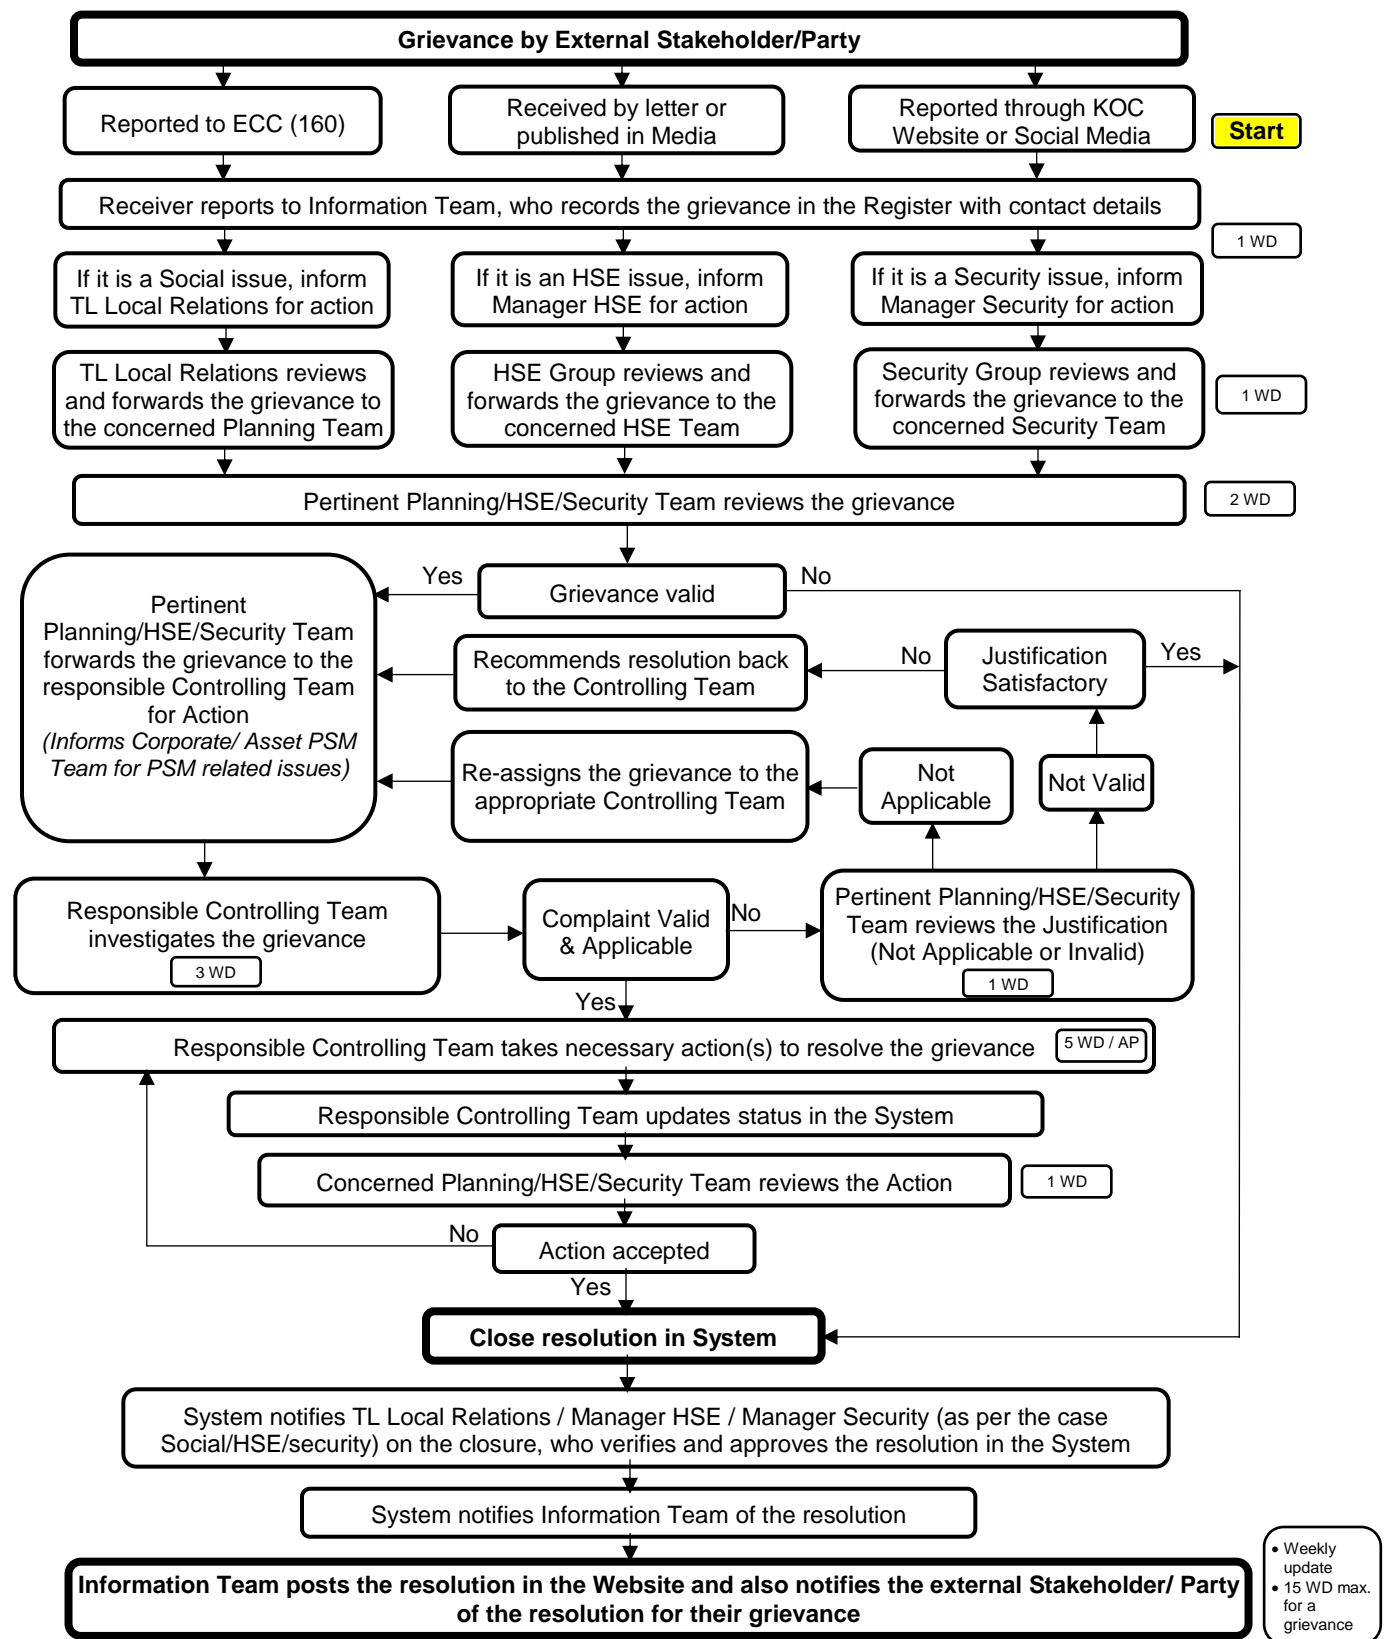 Grievance by External Stakeholder/Party
Reported to ECC (160)
Received by letter or
published in Media
Reported through KOC
Website or Social Media
Start
Receiver reports to Information Team, who records the grievance in the Register with contact details
1 WD
If it is a Social issue, inform
TL Local Relations for action
If it is an HSE issue, inform
Manager HSE for action
If it is a Security issue, inform
Manager Security for action
TL Local Relations reviews
and forwards the grievance to
the concerned Planning Team
HSE Group reviews and
forwards the grievance to the
concerned HSE Team
Security Group reviews and
forwards the grievance to the
concerned Security Team
1 WD
Pertinent Planning/HSE/Security Team reviews the grievance
2 WD
Yes
Grievance valid
No
Pertinent
Planning/HSE/Security Team
forwards the grievance to the
responsible Controlling Team
for Action
(Informs Corporate/ Asset PSM
Team for PSM related issues)
Recommends resolution back
to the Controlling Team
No
Justification
Satisfactory
Yes
Re-assigns the grievance to the
appropriate Controlling Team
Not
Applicable
Not Valid
Responsible Controlling Team
investigates the grievance
3 WD
Complaint Valid
& Applicable
No
Pertinent Planning/HSE/Security
Team reviews the Justification
(Not Applicable or Invalid)
1 WD
Yes
Responsible Controlling Team takes necessary action(s) to resolve the grievance
5 WD / AP
Responsible Controlling Team updates status in the System
Concerned Planning/HSE/Security Team reviews the Action
1 WD
No
Action accepted
Yes
Close resolution in System
System notifies TL Local Relations / Manager HSE / Manager Security (as per the case
Social/HSE/security) on the closure, who verifies and approves the resolution in the System
System notifies Information Team of the resolution
Information Team posts the resolution in the Website and also notifies the external Stakeholder/ Party
of the resolution for their grievance
• Weekly
update
• 15 WD max.
for a
grievance